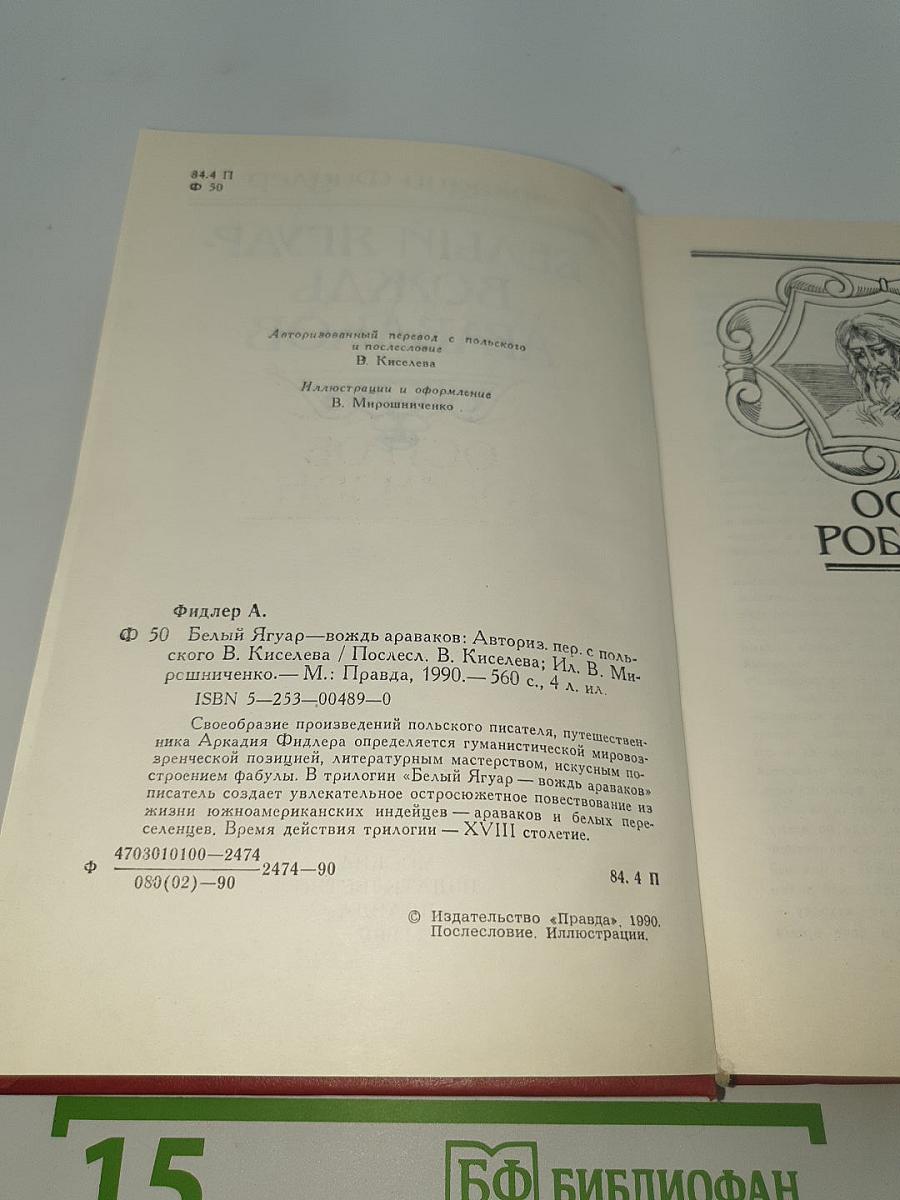 84.4 П
Ф 50
Авторизованный перевод с польского
и послесловие
В. Киселева
Иллюстрации и оформление
В. Мирошниченко
Фидлер А.
Ф 50 Белый Ягуар—вождь араваков: Авториз. пер. с поль-
ского В. Киселева / Послесл. В. Киселева; Ил. В. Ми-
рошниченко.— М.: Правда, 1990.— 560 с., 4 л. ил.
ISBN 5—253—00489—0
Своеобразие произведений польского писателя, путешествен-
ника Аркадия Фидлера определяется гуманистической мировоз-
зренческой позицией, литературным мастерством, искусным по-
строением фабулы. В трилогии «Белый Ягуар — вождь араваков»
писатель создает увлекательное остросюжетное повествование из
жизни южноамериканских индейцев — араваков и белых пере-
селенцев. Время действия трилогии — XVIII столетие.
Ф 4703010100—2474
080(02)—90
2474—90
84.4 П
© Издательство «Правда», 1990.
Послесловие. Иллюстрации.
ОС
РОБ
15
БФ БИБЛИОФАН